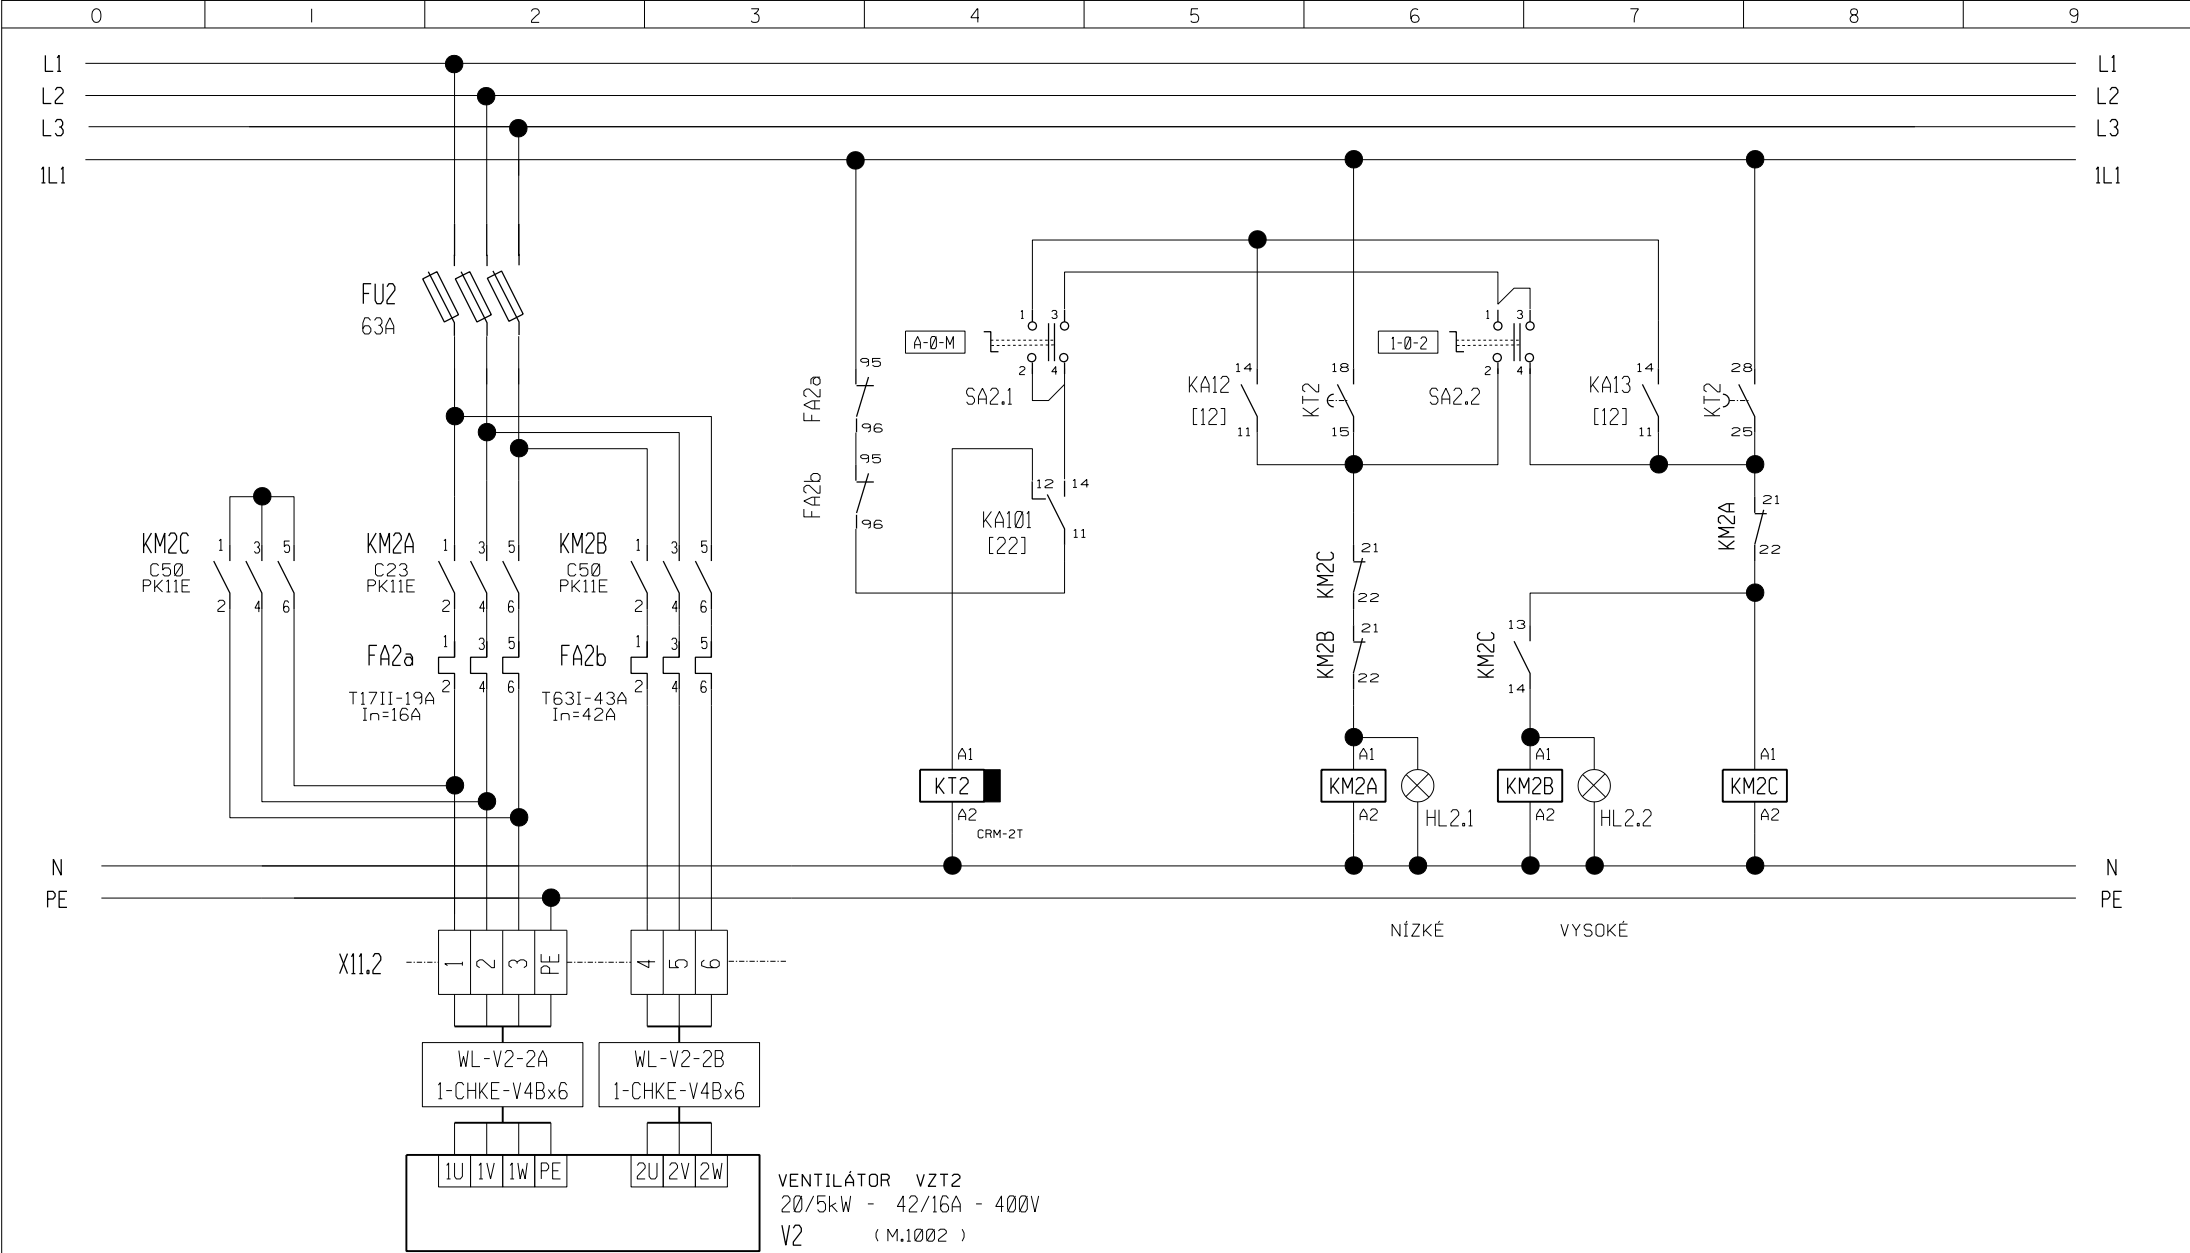 0 1 2 3 4 5 6 7 8 9
L1 L1
L2 L2
L3 L3
1L1 1L1
FU2
63A
A-0-M
1 3
2 4
SA2.1
1-0-2
1 3
2 4
SA2.2
95
FA2a
96
95
FA2b
96
14
KA12
[12]
11
18
KT2
15
14
KA13
[12]
11
28
KT2
25
12 14
KA101
[22]
11
21
KM2A
22
KM2C
C50
PK11E
1 3 5
2 4 6
KM2A
C23
PK11E
1 3 5
2 4 6
KM2B
C50
PK11E
1 3 5
2 4 6
21
KM2C
22
21
KM2B
22
13
KM2C
14
FA2a
1 3 5
2 4 6
T17II-19A
In=16A
FA2b
1 3 5
2 4 6
T63I-43A
In=42A
A1
KT2
A2
CRM-2T
A1
KM2A
A2
HL2.1
A1
KM2B
A2
HL2.2
A1
KM2C
A2
N N
PE PE
NÍZKÉ VYSOKÉ
X11.2 1 2 3 PE 4 5 6
WL-V2-2A
1-CHKE-V4Bx6
WL-V2-2B
1-CHKE-V4Bx6
1U 1V 1W PE 2U 2V 2W
VENTILÁTOR VZT2
20/5kW - 42/16A - 400V
V2 ( M.1002 )